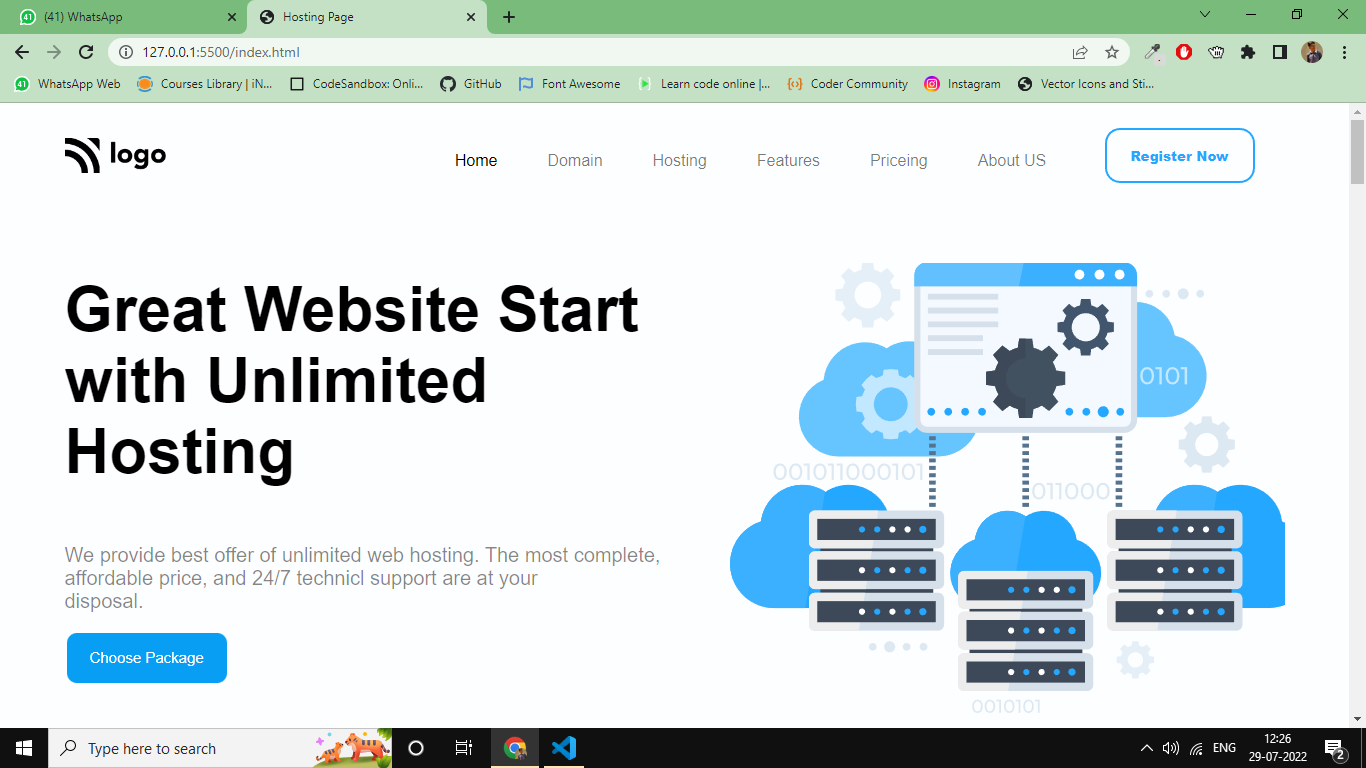 (41) WhatsApp
Hosting Page
127.0.0.1:5500/index.html
WhatsApp Web
Courses Library | iN...
CodeSandbox: Onli...
GitHub
Font Awesome
Learn code online |...
Coder Community
Instagram
Vector Icons and Sti...
logo
Home
Domain
Hosting
Features
Priceing
About US
Register Now
Great Website Start
with Unlimited
Hosting
We provide best offer of unlimited web hosting. The most complete,
affordable price, and 24/7 technicl support are at your
disposal.
Choose Package
0101
001011000101
011000
0010101
Type here to search
ENG
12:26
29-07-2022
2